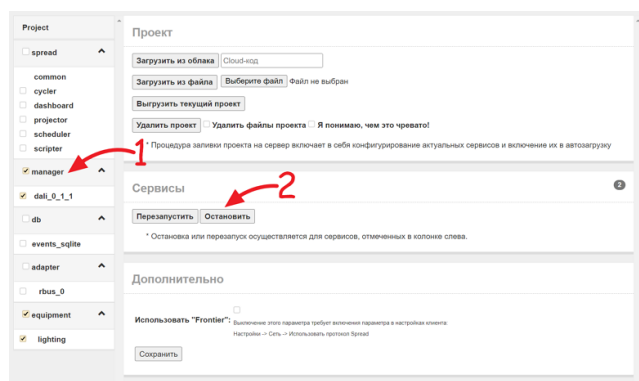 Project
spread
common
cycler
dashboard
projector
scheduler
scripter
manager
dali_0_1_1
db
events_sqlite
adapter
rbus_0
equipment
lighting
1
Проект
Загрузить из облака Cloud-код
Загрузить из файла Выберите файл Файл не выбран
Выгрузить текущий проект
Удалить проект Удалить файлы проекта Я понимаю, чем это чревато!
* Процедура заливки проекта на сервер включает в себя конфигурирование актуальных сервисов и включение их в автозагрузку
Сервисы 2
2
Перезапустить Остановить
* Остановка или перезапуск осуществляется для сервисов, отмеченных в колонке слева.
Дополнительно
Использовать "Frontier": Выключение этого параметра требует включения параметра в настройках клиента:
Настройки -> Сеть -> Использовать протокол Spread
Сохранить